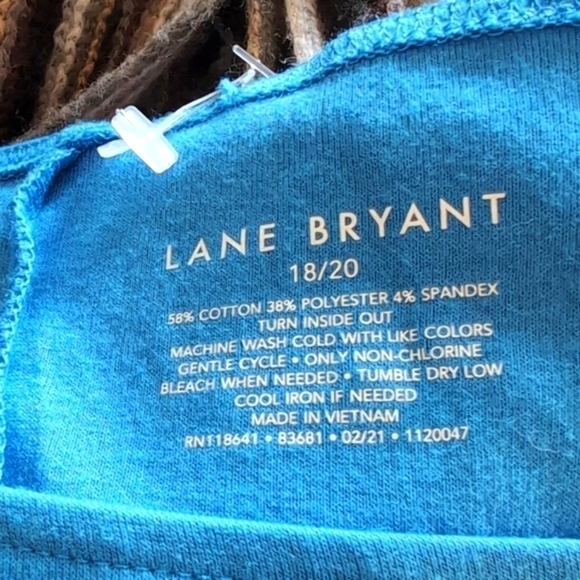 LANE BRYANT
18/20
58% COTTON 38% POLYESTER 4% SPANDEX
TURN INSIDE OUT
MACHINE WASH COLD WITH LIKE COLORS
GENTLE CYCLE • ONLY NON-CHLORINE
BLEACH WHEN NEEDED • TUMBLE DRY LOW
COOL IRON IF NEEDED
MADE IN VIETNAM
RN118641 • 83681 • 02/21 • 1120047